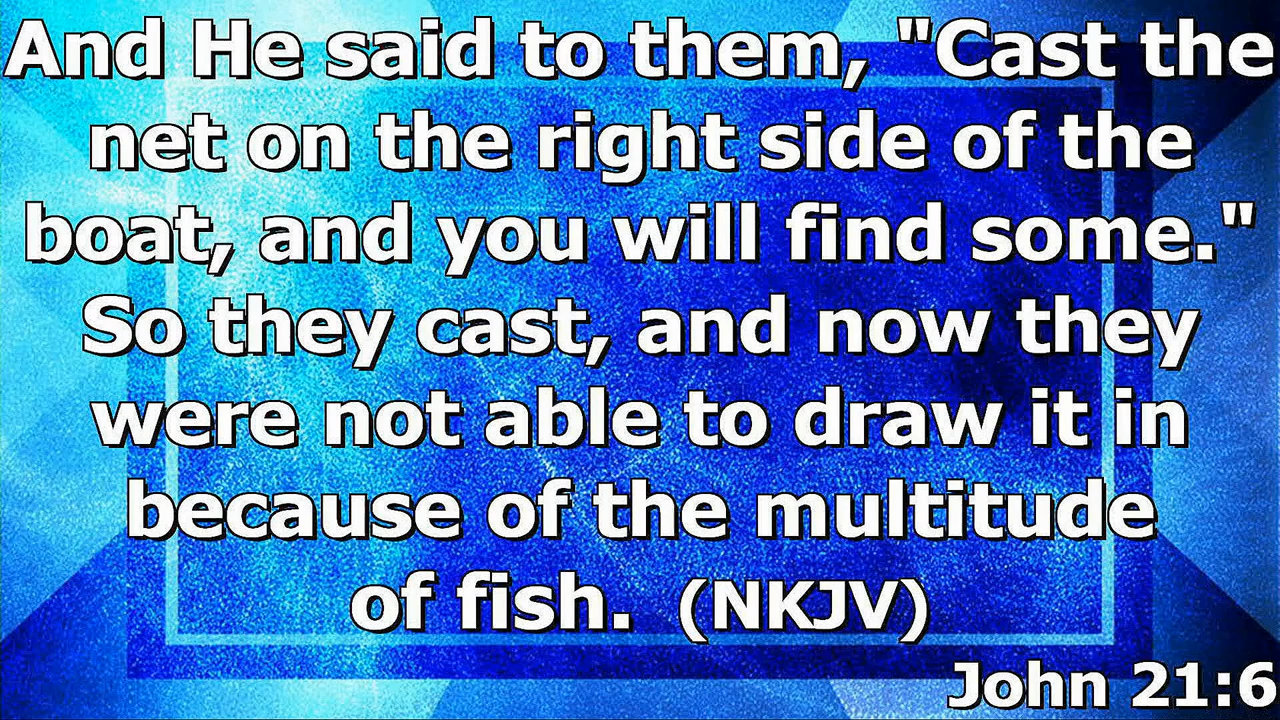 And He said to them, "Cast the
net on the right side of the
boat, and you will find some."
So they cast, and now they
were not able to draw it in
because of the multitude
of fish. (NKJV)
John 21:6